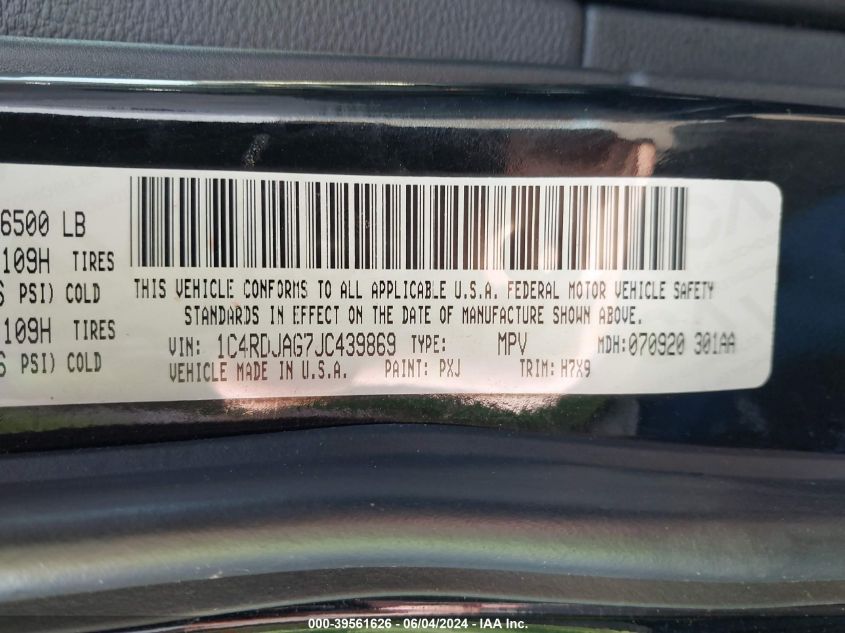 6500 LB
109H TIRES
PSI) COLD
109H TIRES
PSI) COLD
THIS VEHICLE CONFORMS TO ALL APPLICABLE U.S.A. FEDERAL MOTOR VEHICLE SAFETY
STANDARDS IN EFFECT ON THE DATE OF MANUFACTURE SHOWN ABOVE.
VIN: 1C4RDJAG7JC439869 TYPE: MPV MDH:070920 301AA
VEHICLE MADE IN U.S.A. PAINT: PXJ TRIM: H7X9
000-39561626 - 06/04/2024 - IAA Inc.